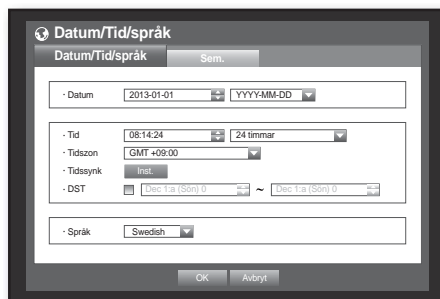 Datum/Tid/språk
Datum/Tid/språk Sem.
· Datum 2013-01-01 YYYY-MM-DD
· Tid 08:14:24 24 timmar
· Tidszon GMT +09:00
· Tidssynk Inst.
· DST Dec 1:a (Sön) 0 ~ Dec 1:a (Sön) 0
· Språk Swedish
OK Avbryt